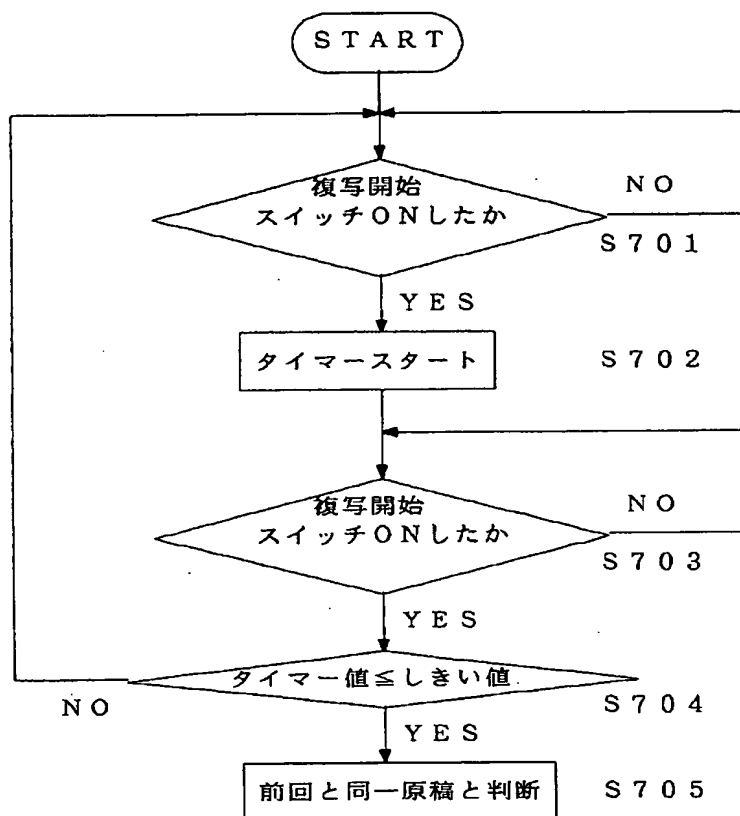 START
複写開始
スイッチONしたか
NO
S701
YES
タイマースタート
S702
複写開始
スイッチONしたか
NO
S703
YES
タイマー値≦しきい値
NO
S704
YES
前回と同一原稿と判断
S705